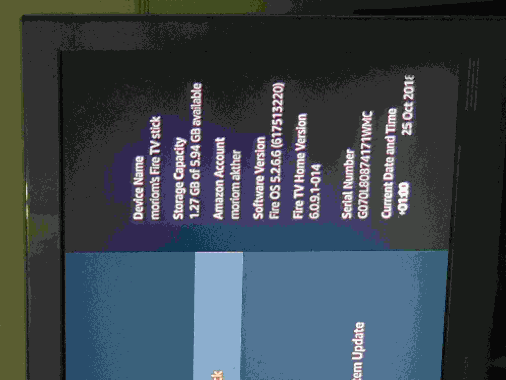 Device Name
moriom's Fire TV stick
Storage Capacity
1.27 GB of 5.94 GB available
Amazon Account
moriom akther
Software Version
Fire OS 5.2.6.6 (617513220)
Fire TV Home Version
6.0.9.1-014
Serial Number
G070L80874171WMC
Current Date and Time
25 Oct 2018
+01:00
ck
tem Update